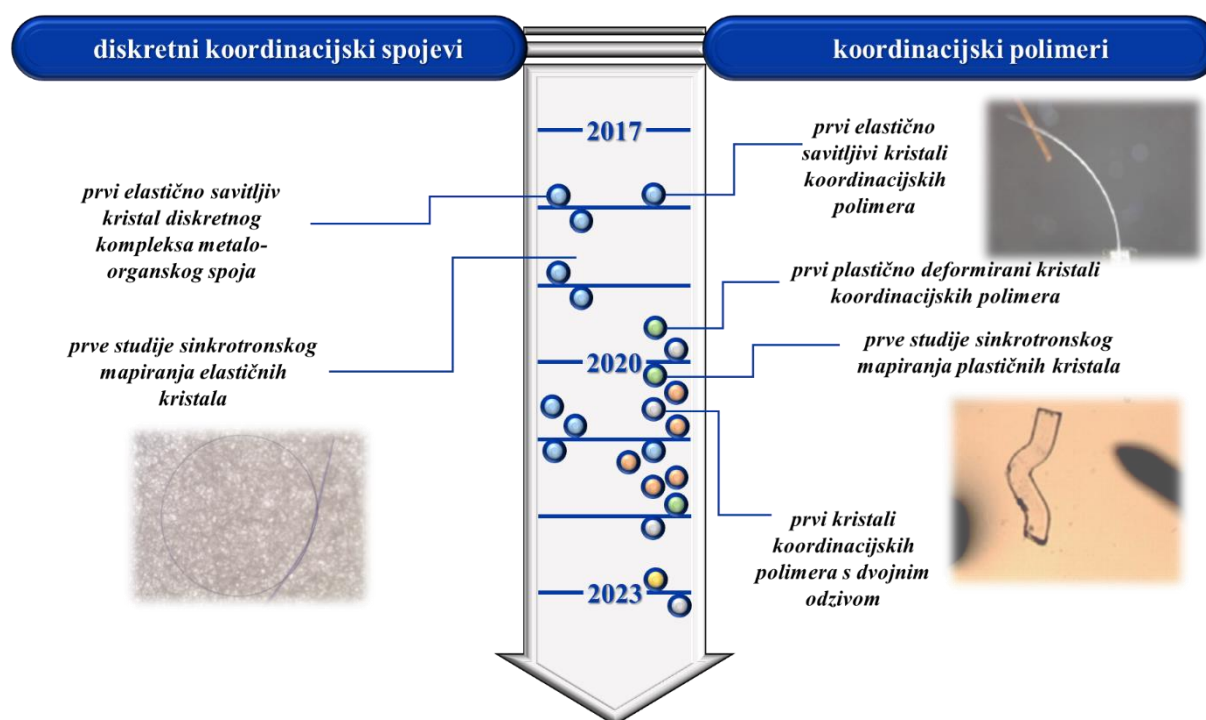 diskretni koordinacijski spojevi
koordinacijski polimeri
2017
prvi elastično
savitljivi kristali
koordinacijskih
polimera
prvi elastično savitljiv
kristal diskretnog
kompleksa metalo-
organskog spoja
prvi plastično deformirani kristali
koordinacijskih polimera
prve studije sinkrotronskog
mapiranja elastičnih
kristala
2020
prve studije sinkrotronskog
mapiranja plastičnih kristala
prvi kristali
koordinacijskih
polimera s dvojnim
odzivom
2023